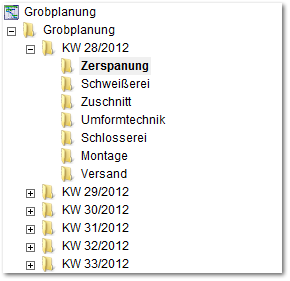 Grobplanung
Grobplanung
KW 28/2012
Zerspanung
Schweißerei
Zuschnitt
Umformtechnik
Schlosserei
Montage
Versand
KW 29/2012
KW 30/2012
KW 31/2012
KW 32/2012
KW 33/2012